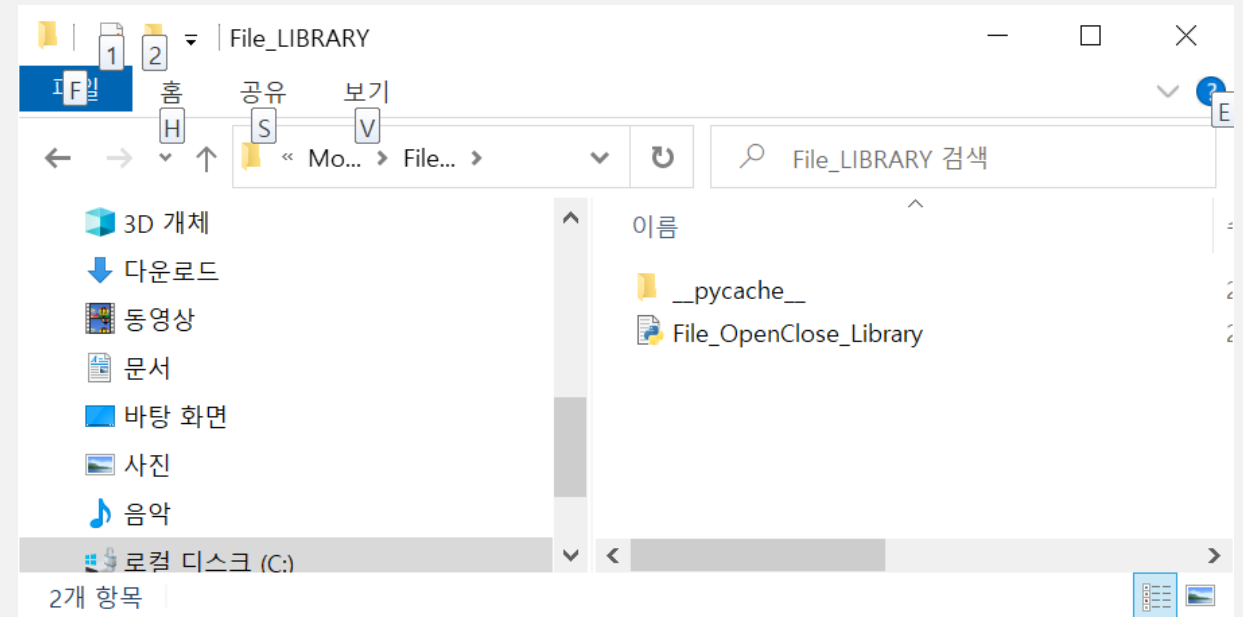 1 2 File_LIBRARY
F 홈 공유 보기
H S V E
« Mo... File... File_LIBRARY 검색
3D 개체
다운로드
동영상
문서
바탕 화면
사진
음악
로컬 디스크 (C:)
이름
__pycache__
File_OpenClose_Library
2개 항목